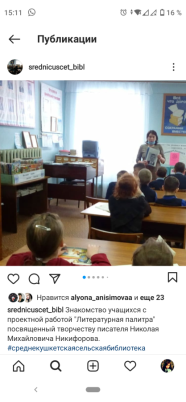 15:11
16 %
Публикации
srednicuscet_bibl
Нравится alyona_anisimovaa и еще 23
srednicuscet_bibl Знакомство учащихся с
проектной работой "Литературная палитра"
посвященный творчеству писателя Николая
Михайловича Никифорова.
#среднекушкетскаясельскаябиблиотека